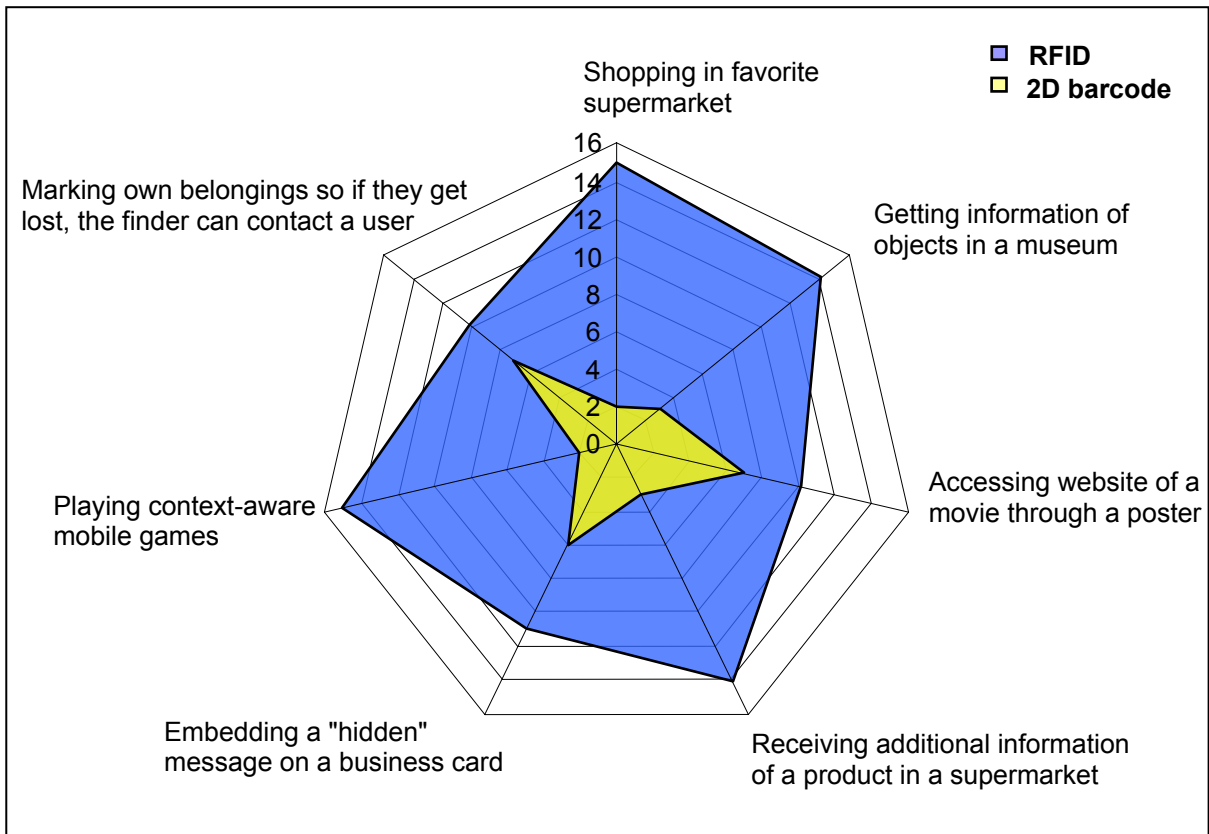 RFID
2D barcode
Shopping in favorite
supermarket
16
14
12
10
8
6
4
2
0
Marking own belongings so if they get
lost, the finder can contact a user
Getting information of
objects in a museum
Accessing website of a
movie through a poster
Playing context-aware
mobile games
Embedding a "hidden"
message on a business card
Receiving additional information
of a product in a supermarket